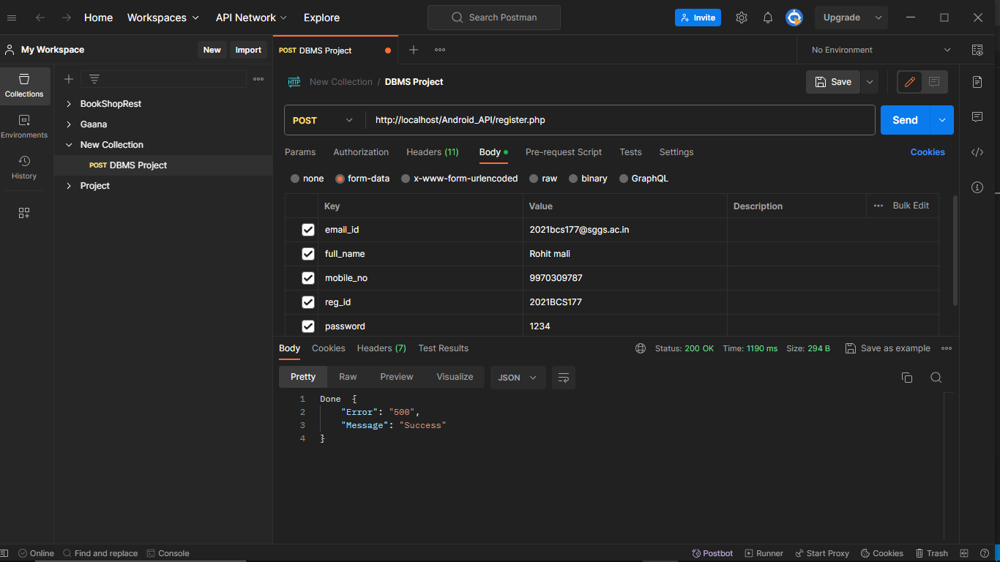 Home Workspaces API Network Explore Search Postman Invite Upgrade
My Workspace New Import POST DBMS Project No Environment
Collections
Environments
History
BookShopRest
Gaana
New Collection
POST DBMS Project
Project
HTTP New Collection / DBMS Project Save
POST http://localhost/Android_API/register.php Send
Params Authorization Headers (11) Body Pre-request Script Tests Settings Cookies
none form-data x-www-form-urlencoded raw binary GraphQL
Key Value Description Bulk Edit
email_id 2021bcs177@sggs.ac.in
full_name Rohit mali
mobile_no 9970309787
reg_id 2021BCS177
password 1234
Body Cookies Headers (7) Test Results Status: 200 OK Time: 1190 ms Size: 294 B Save as example
Pretty Raw Preview Visualize JSON
1 Done {
2 "Error": "500",
3 "Message": "Success"
4 }
Online Find and replace Console Postbot Runner Start Proxy Cookies Trash